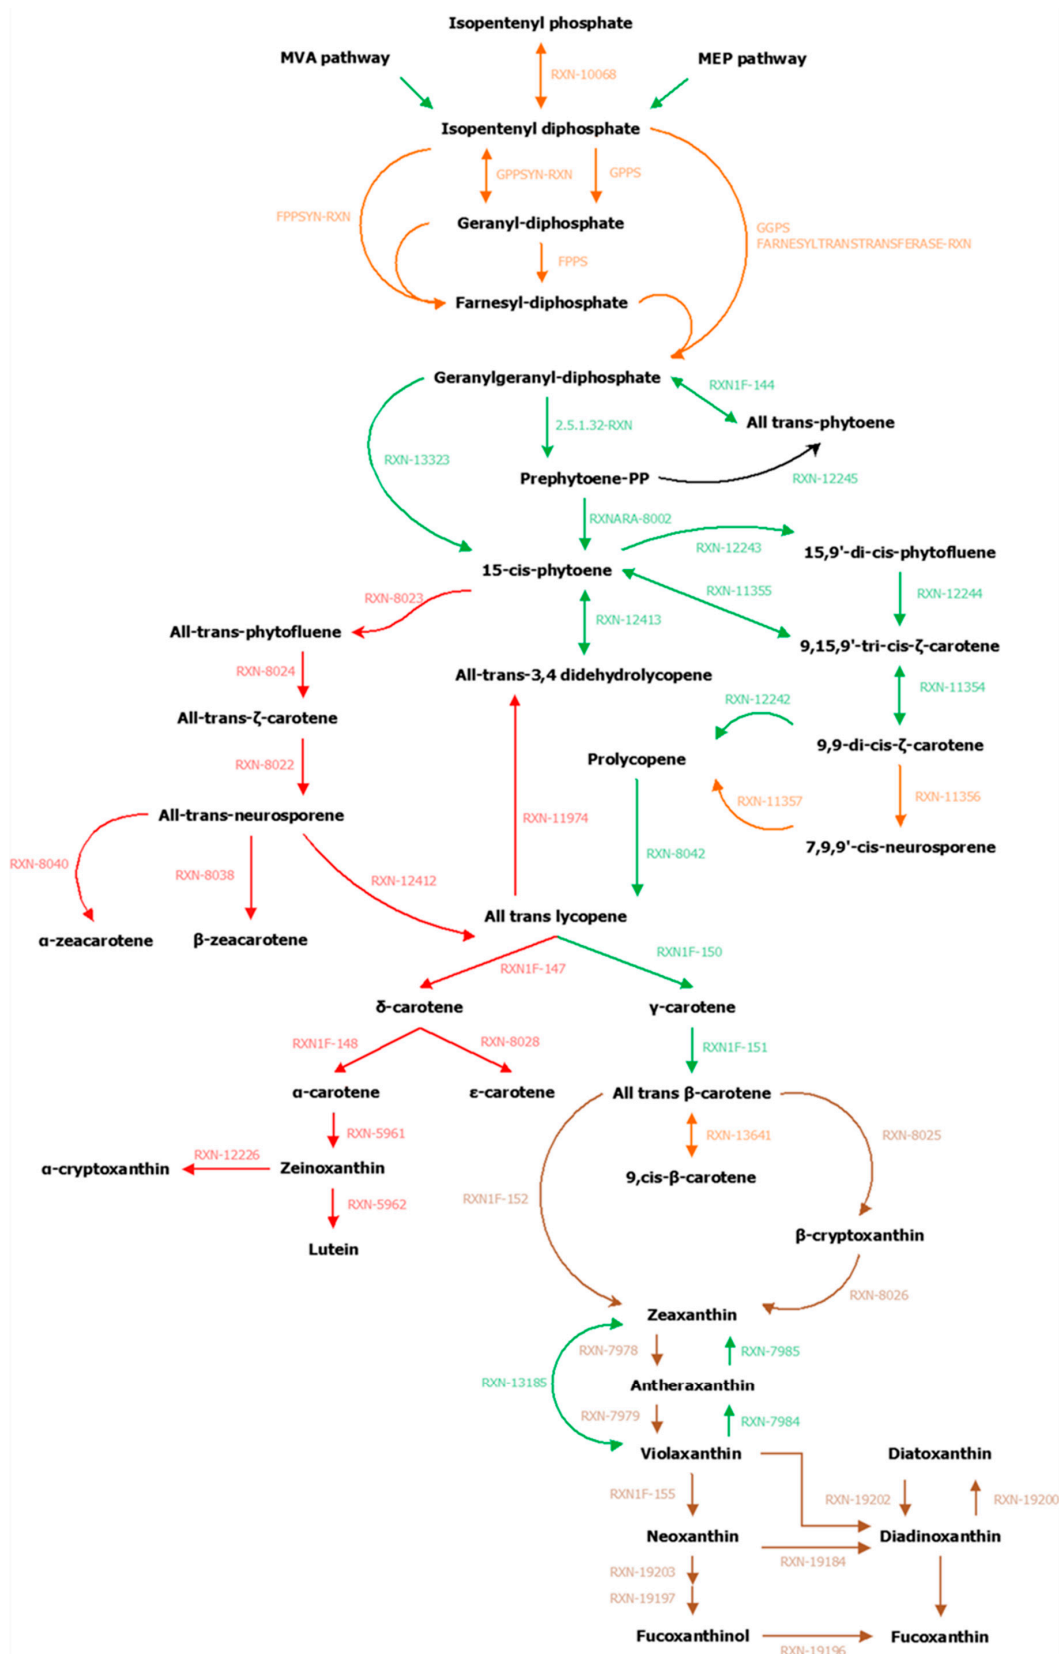 Isopentenyl phosphate
MVA pathway
MEP pathway
RXN-10068
Isopentenyl diphosphate
GPPSYN-RXN
GPPS
FPPSYN-RXN
Geranyl-diphosphate
GGPS
FARNESYLTRANSTRANSFERASE-RXN
FPPS
Farnesyl-diphosphate
Geranylgeranyl-diphosphate
RXN1F-144
All trans-phytoene
2.5.1.32-RXN
RXN-13323
Prephytoene-PP
RXN-12245
RXNARA-8002
RXN-12243
15,9'-di-cis-phytofluene
15-cis-phytoene
RXN-8023
RXN-11355
RXN-12244
RXN-12413
All-trans-phytofluene
9,15,9'-tri-cis-ζ-carotene
RXN-8024
All-trans-3,4 didehydrolycopene
RXN-11354
RXN-12242
All-trans-ζ-carotene
9,9-di-cis-ζ-carotene
Prolycopene
RXN-8022
RXN-11357
RXN-11356
All-trans-neurosporene
RXN-11974
7,9,9'-cis-neurosporene
RXN-8040
RXN-8038
RXN-12412
RXN-8042
All trans lycopene
α-zeacarotene
β-zeacarotene
RXN1F-147
RXN1F-150
δ-carotene
γ-carotene
RXN1F-148
RXN-8028
RXN1F-151
α-carotene
ε-carotene
All trans β-carotene
RXN-5961
RXN-13641
RXN-8025
RXN-12226
α-cryptoxanthin
Zeinoxanthin
9,cis-β-carotene
RXN-5962
RXN1F-152
Lutein
β-cryptoxanthin
RXN-8026
Zeaxanthin
RXN-7978
RXN-7985
RXN-13185
Antheraxanthin
RXN-7979
RXN-7984
Violaxanthin
Diatoxanthin
RXN1F-155
RXN-19202
RXN-19200
Neoxanthin
Diadinoxanthin
RXN-19184
RXN-19203
RXN-19197
Fucoxanthinol
Fucoxanthin
RXN-19196